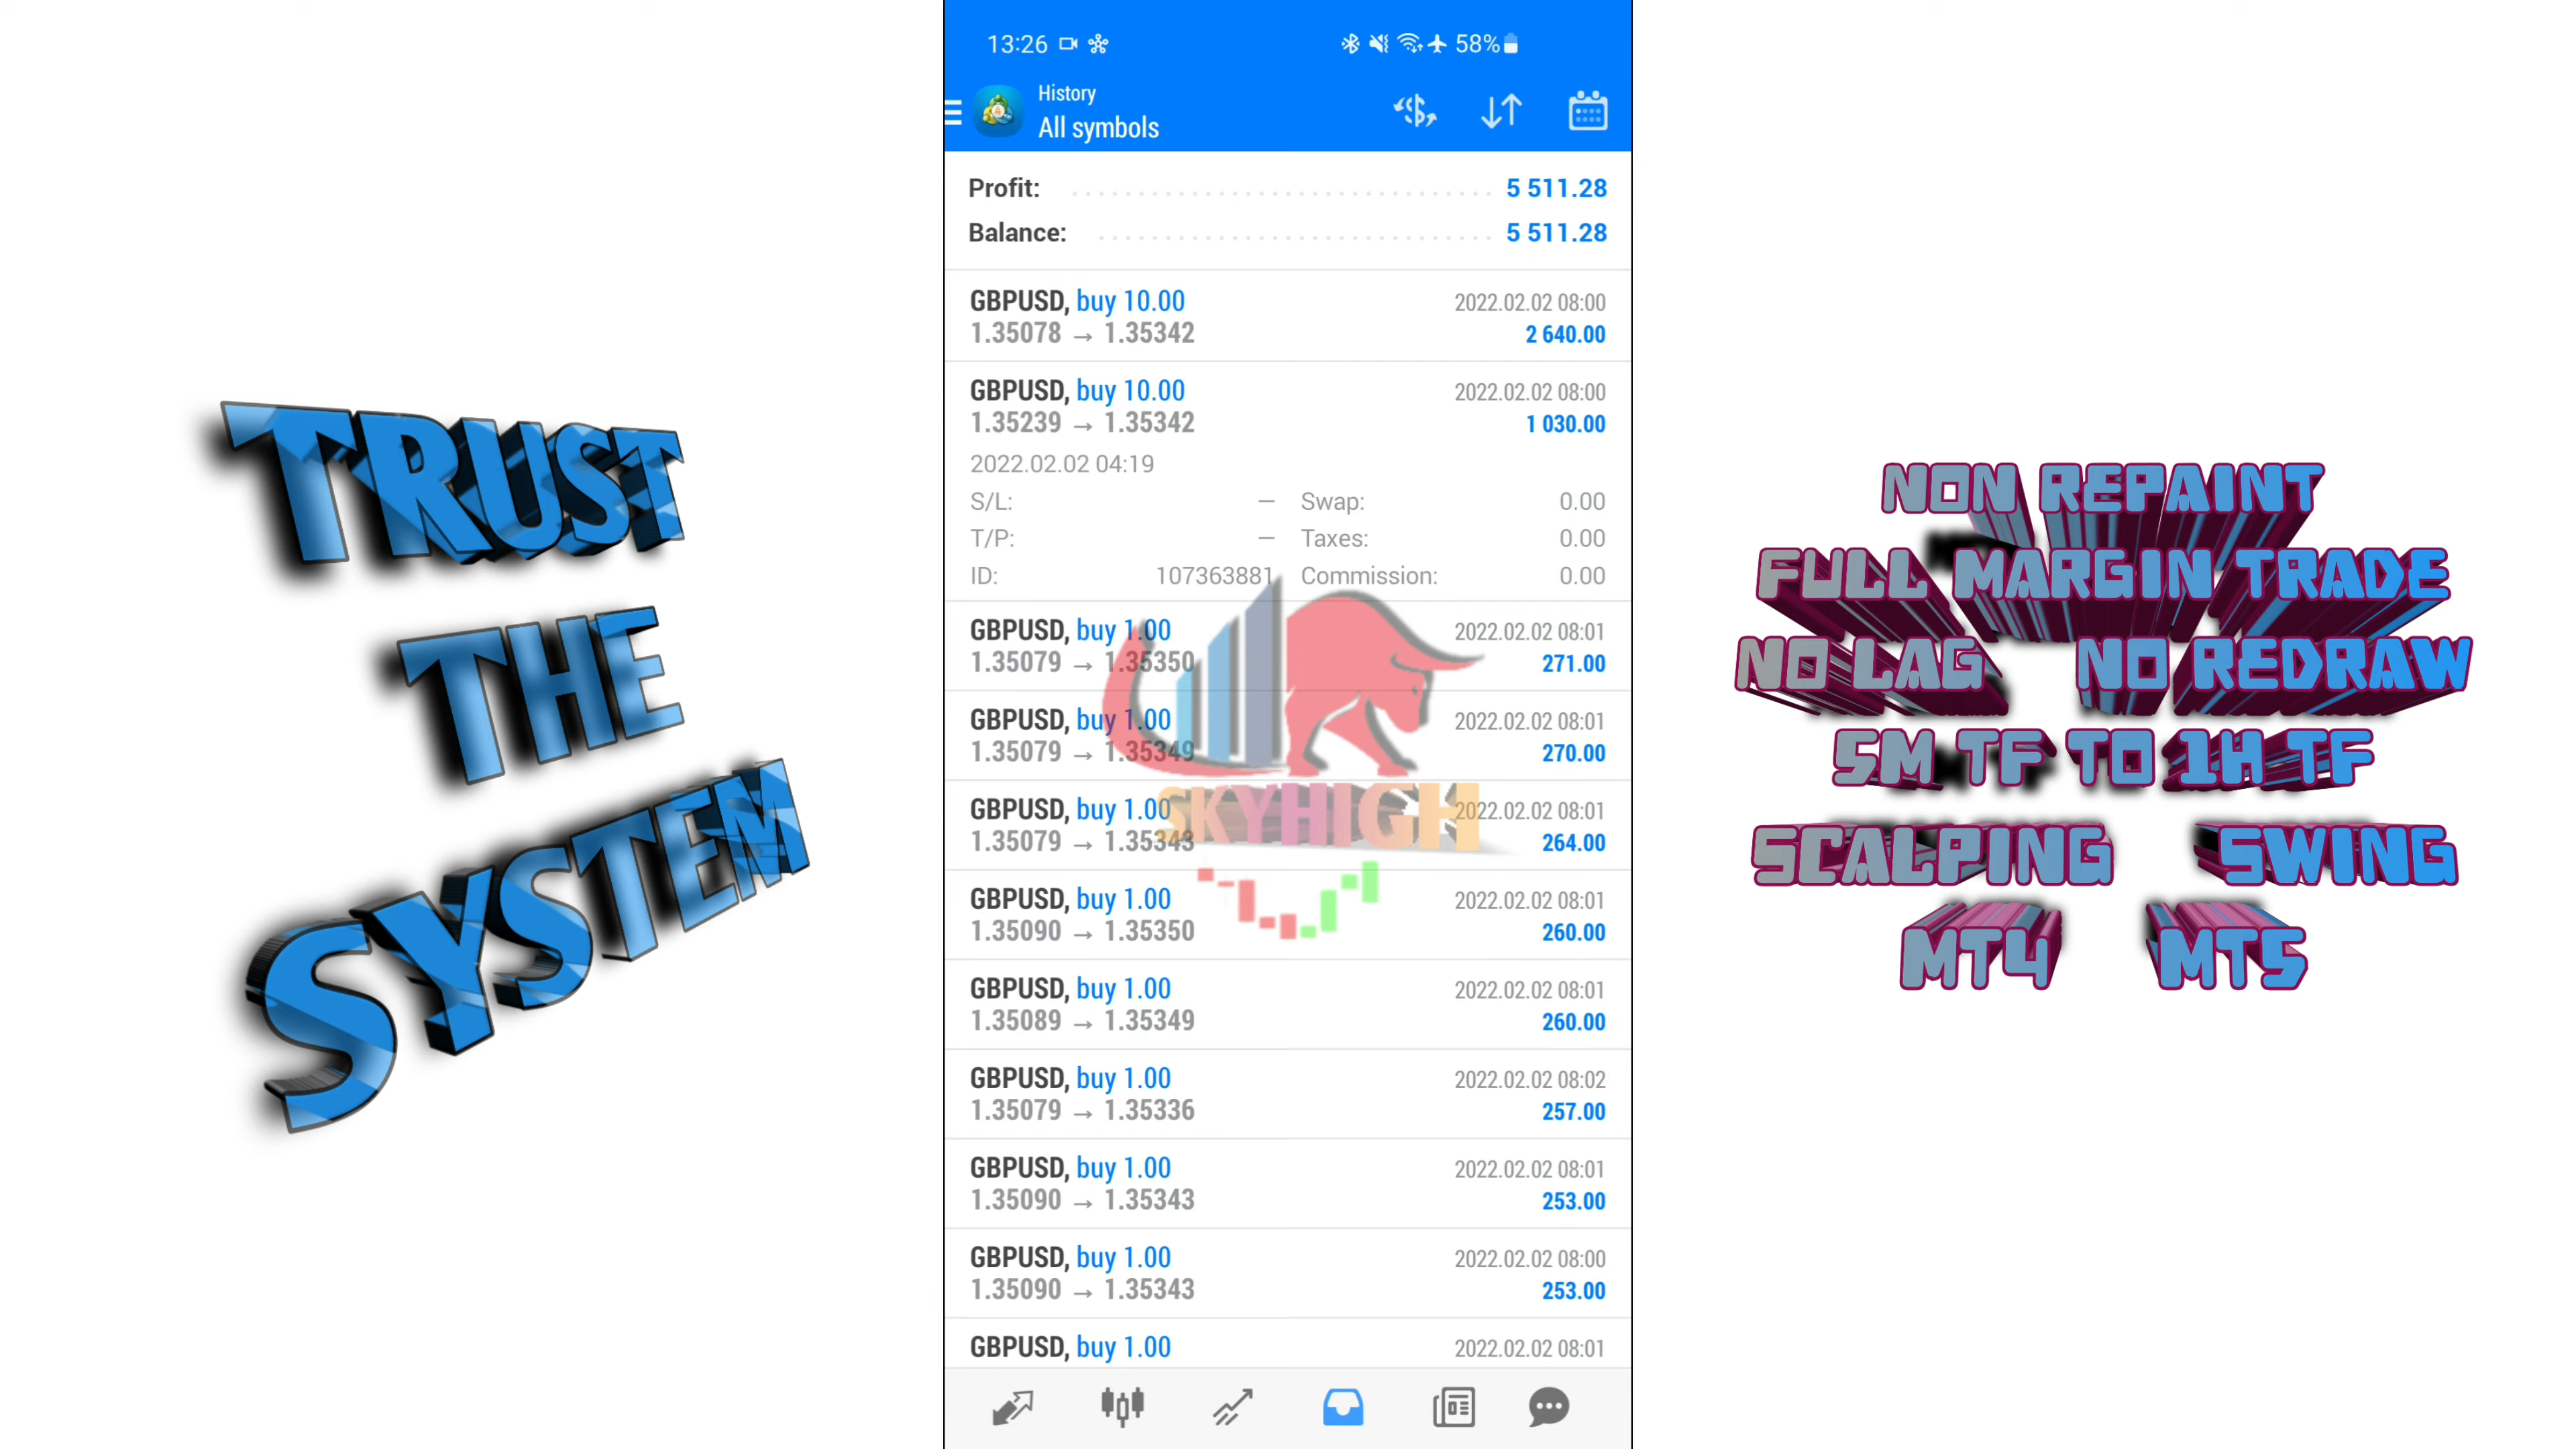 TRUST
THE
SYSTEM
13:26
58%
History
All symbols
Profit: 5 511.28
Balance: 5 511.28
GBPUSD, buy 10.00 2022.02.02 08:00
1.35078 → 1.35342 2 640.00
GBPUSD, buy 10.00 2022.02.02 08:00
1.35239 → 1.35342 1 030.00
2022.02.02 04:19
S/L: – Swap: 0.00
T/P: – Taxes: 0.00
ID: 107363881 Commission: 0.00
GBPUSD, buy 1.00 2022.02.02 08:01
1.35079 → 1.35350 271.00
GBPUSD, buy 1.00 2022.02.02 08:01
1.35079 → 1.35349 270.00
SKYHIGH
GBPUSD, buy 1.00 2022.02.02 08:01
1.35079 → 1.35343 264.00
GBPUSD, buy 1.00 2022.02.02 08:01
1.35090 → 1.35350 260.00
GBPUSD, buy 1.00 2022.02.02 08:01
1.35089 → 1.35349 260.00
GBPUSD, buy 1.00 2022.02.02 08:02
1.35079 → 1.35336 257.00
GBPUSD, buy 1.00 2022.02.02 08:01
1.35090 → 1.35343 253.00
GBPUSD, buy 1.00 2022.02.02 08:00
1.35090 → 1.35343 253.00
GBPUSD, buy 1.00 2022.02.02 08:01
NON REPAINT
FULL MARGIN TRADE
NO LAG NO REDRAW
5M TF TO 1H TF
SCALPING SWING
MT4 MT5